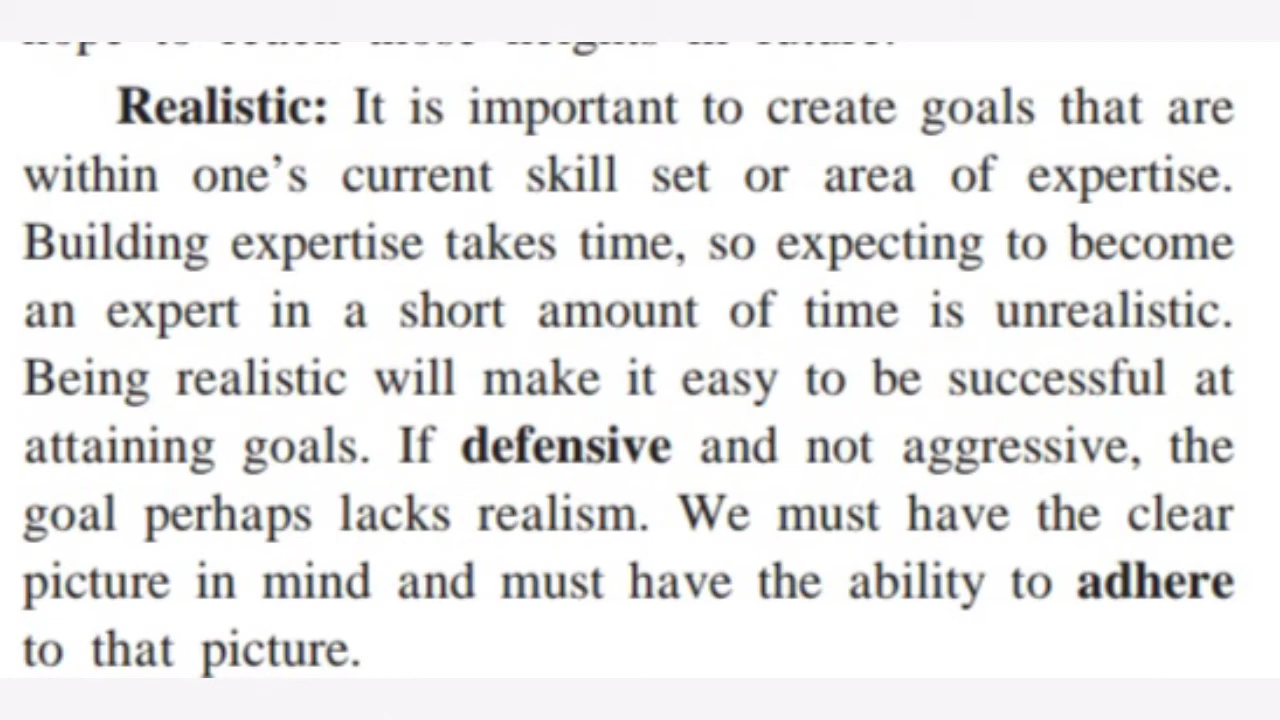 Realistic: It is important to create goals that are
within one's current skill set or area of expertise.
Building expertise takes time, so expecting to become
an expert in a short amount of time is unrealistic.
Being realistic will make it easy to be successful at
attaining goals. If defensive and not aggressive, the
goal perhaps lacks realism. We must have the clear
picture in mind and must have the ability to adhere
to that picture.